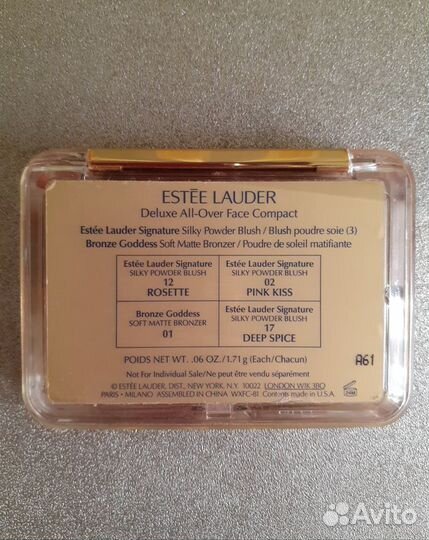 ESTĒE LAUDER
Deluxe All-Over Face Compact
Estée Lauder Signature Silky Powder Blush / Blush poudre soie (3)
Bronze Goddess Soft Matte Bronzer / Poudre de soleil matifiante
Estée Lauder Signature
SILKY POWDER BLUSH
12
ROSETTE
Estée Lauder Signature
SILKY POWDER BLUSH
02
PINK KISS
Bronze Goddess
SOFT MATTE BRONZER
01
Estée Lauder Signature
SILKY POWDER BLUSH
17
DEEP SPICE
POIDS NET WT. .06 OZ./1.71 g (Each/Chacun)
A61
Not For Individual Sale/Ne peut être vendu séparément
© ESTÉE LAUDER, DIST., NEW YORK, N.Y. 10022 LONDON W1K 3BQ
PARIS • MILANO ASSEMBLED IN CHINA WXFC-B1 Contents made in U.S.A.
24M
Avito